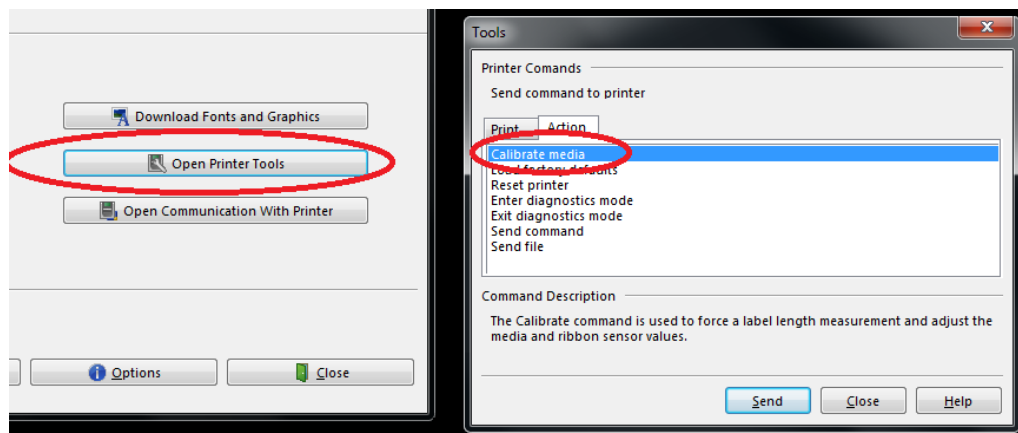 Download Fonts and Graphics
Open Printer Tools
Open Communication With Printer
Options
Close
Tools
Printer Comands
Send command to printer
Print Action
Calibrate media
Load factory defaults
Reset printer
Enter diagnostics mode
Exit diagnostics mode
Send command
Send file
Command Description
The Calibrate command is used to force a label length measurement and adjust the
media and ribbon sensor values.
Send Close Help